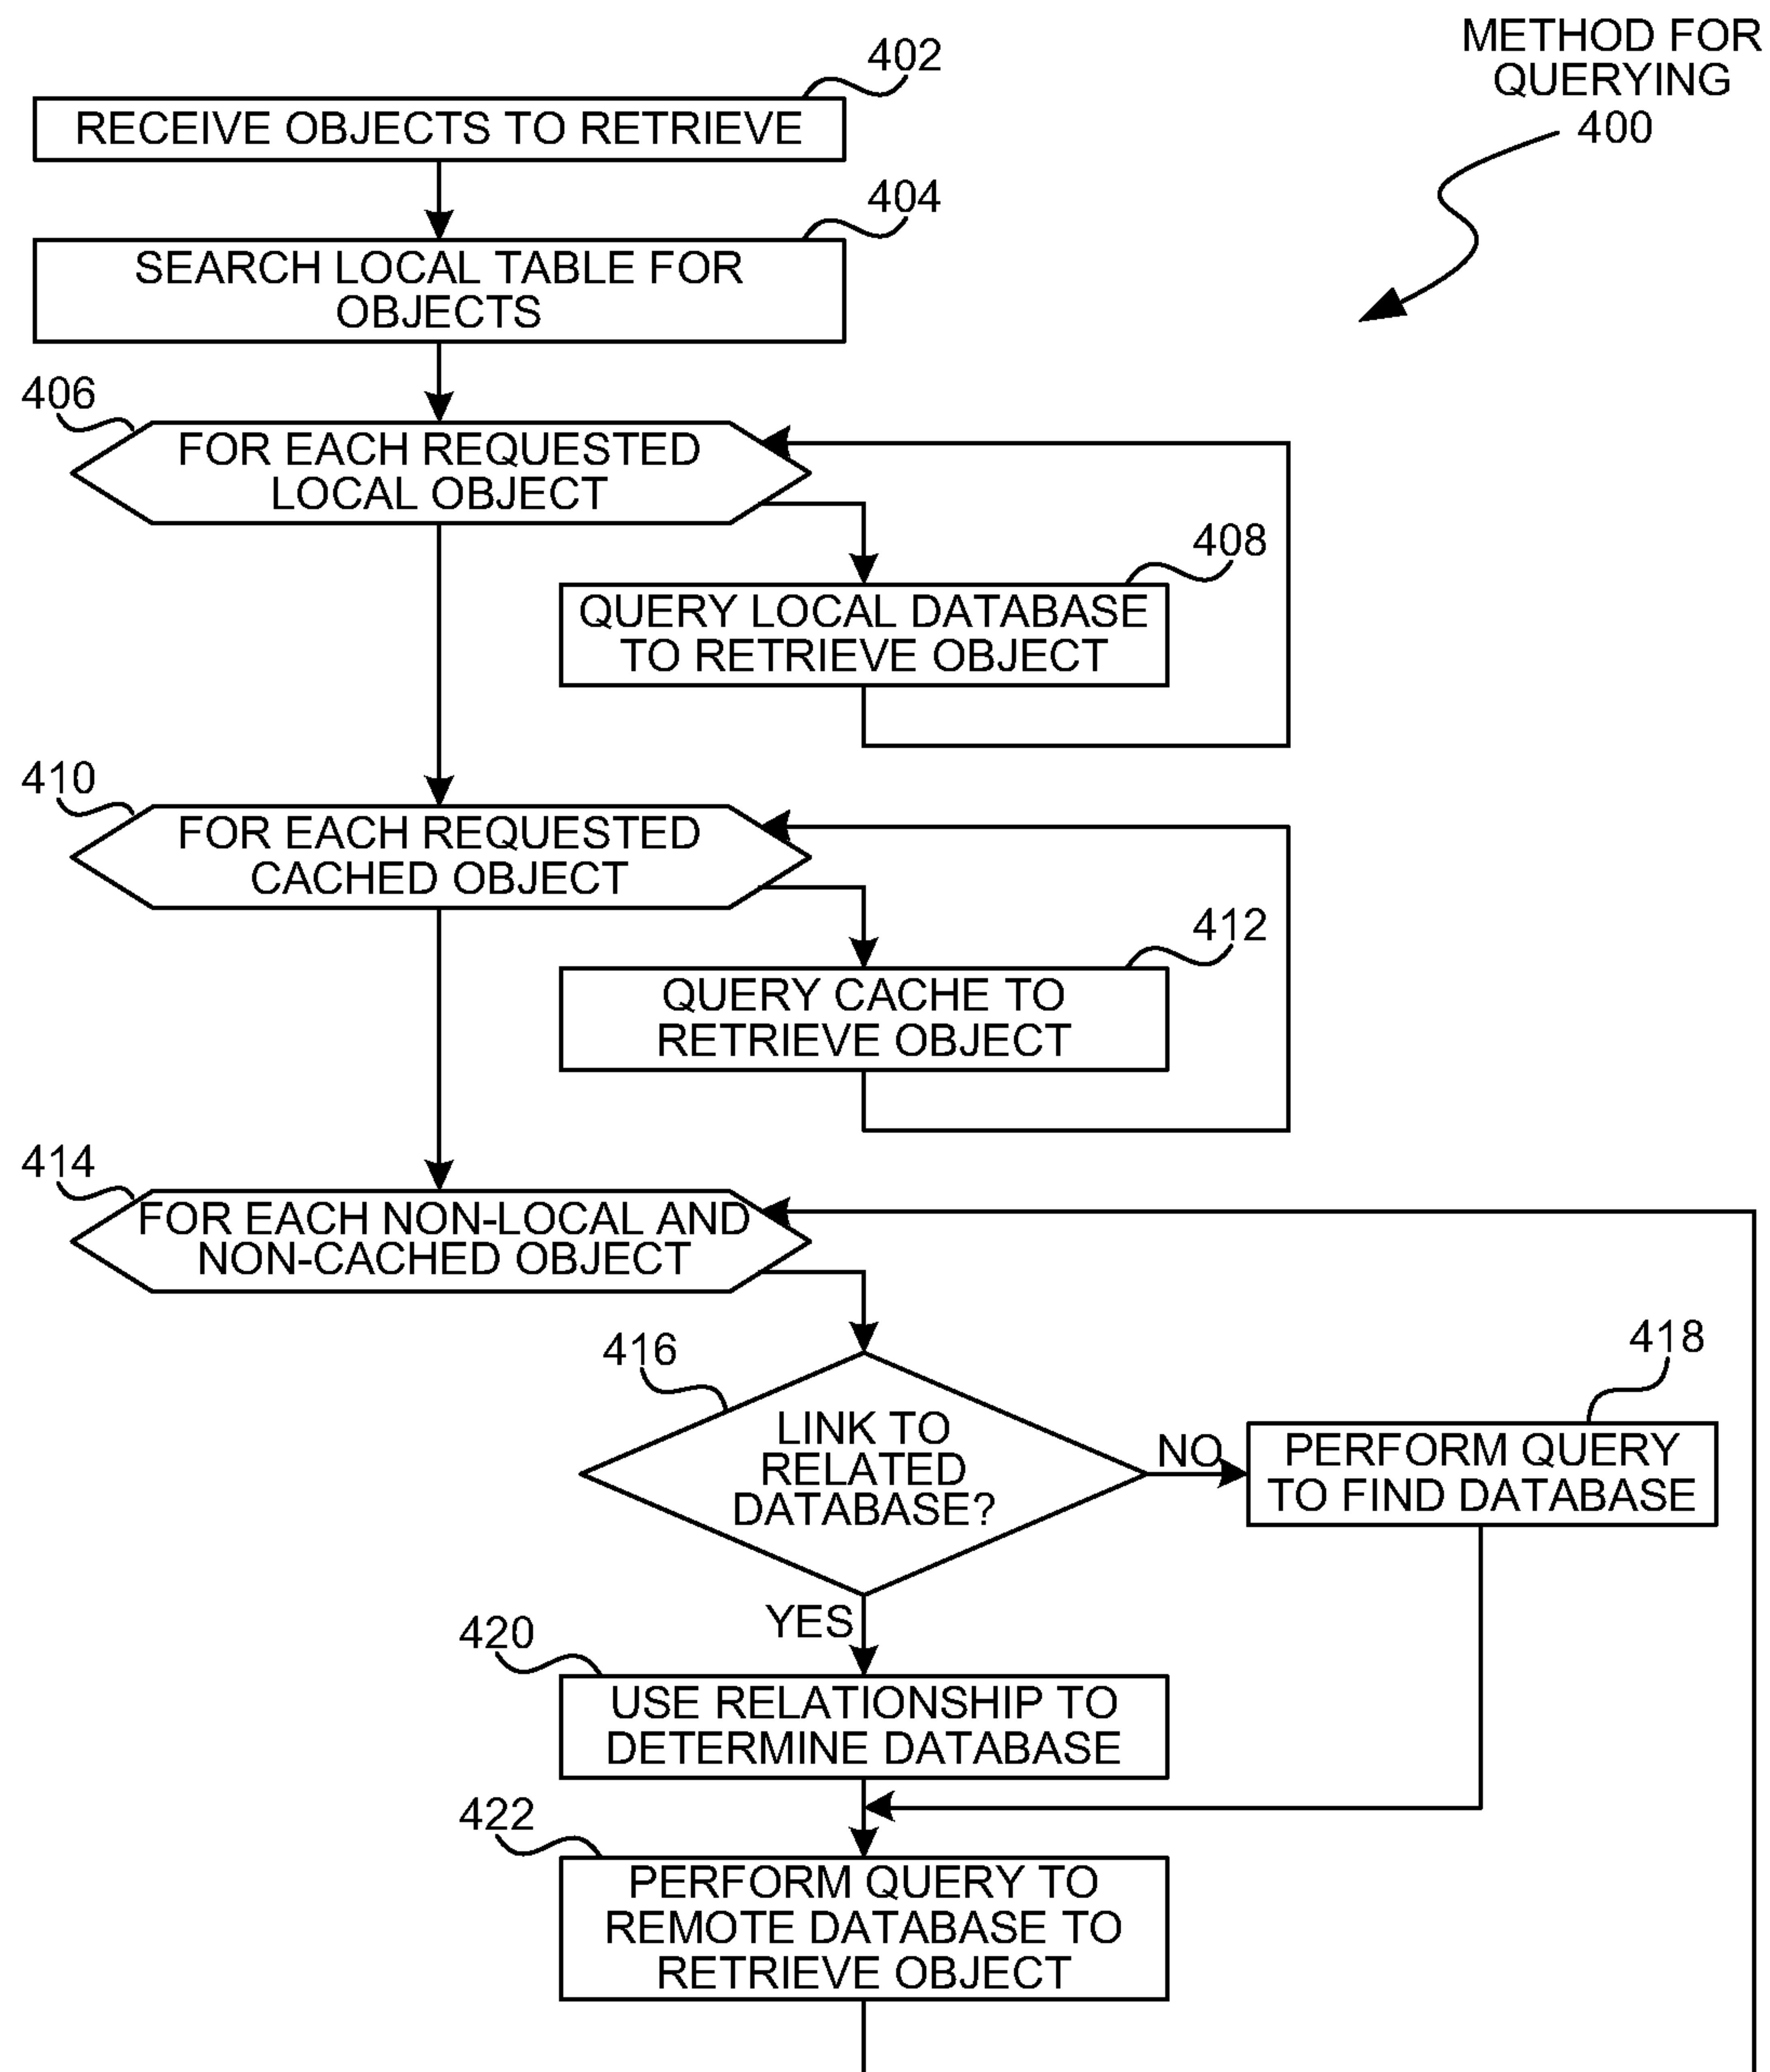 METHOD FOR
QUERYING
400
402
RECEIVE OBJECTS TO RETRIEVE
404
SEARCH LOCAL TABLE FOR
OBJECTS
406
FOR EACH REQUESTED
LOCAL OBJECT
408
QUERY LOCAL DATABASE
TO RETRIEVE OBJECT
410
FOR EACH REQUESTED
CACHED OBJECT
412
QUERY CACHE TO
RETRIEVE OBJECT
414
FOR EACH NON-LOCAL AND
NON-CACHED OBJECT
416
LINK TO
RELATED
DATABASE?
NO
418
PERFORM QUERY
TO FIND DATABASE
YES
420
USE RELATIONSHIP TO
DETERMINE DATABASE
422
PERFORM QUERY TO
REMOTE DATABASE TO
RETRIEVE OBJECT